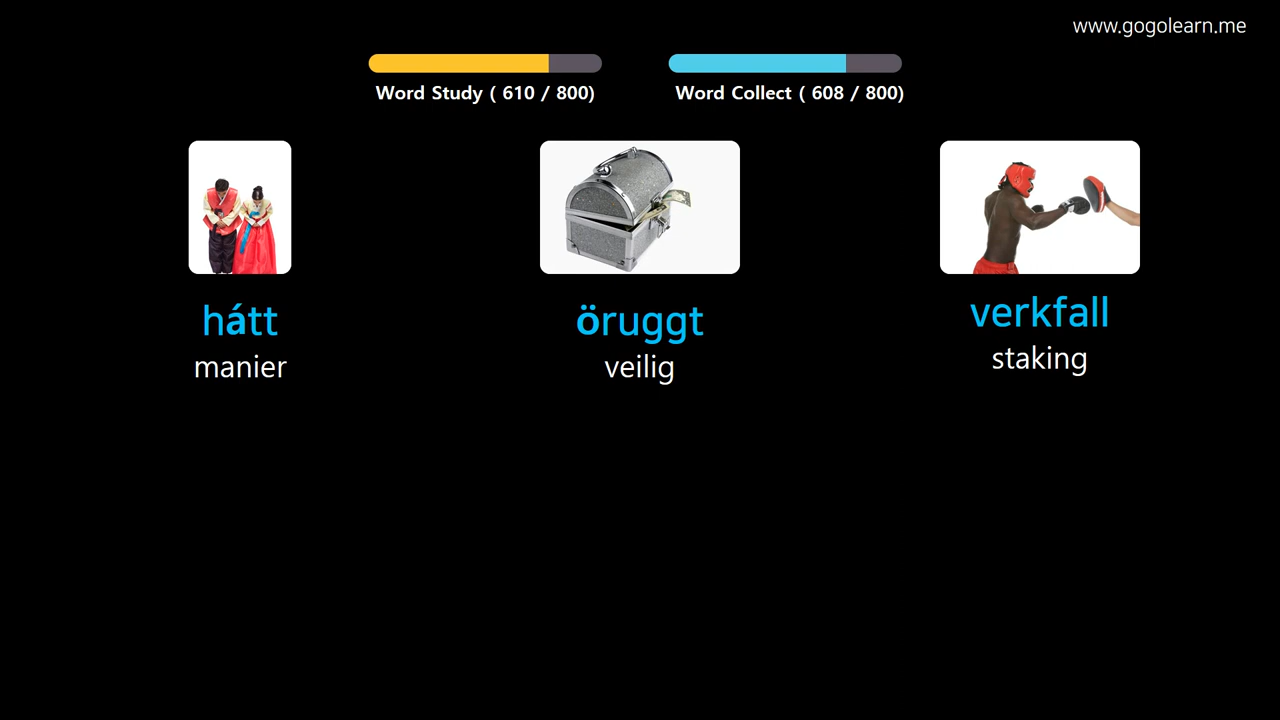 www.gogolearn.me
Word Study ( 610 / 800)
Word Collect ( 608 / 800)
hátt
manier
öruggt
veilig
verkfall
staking